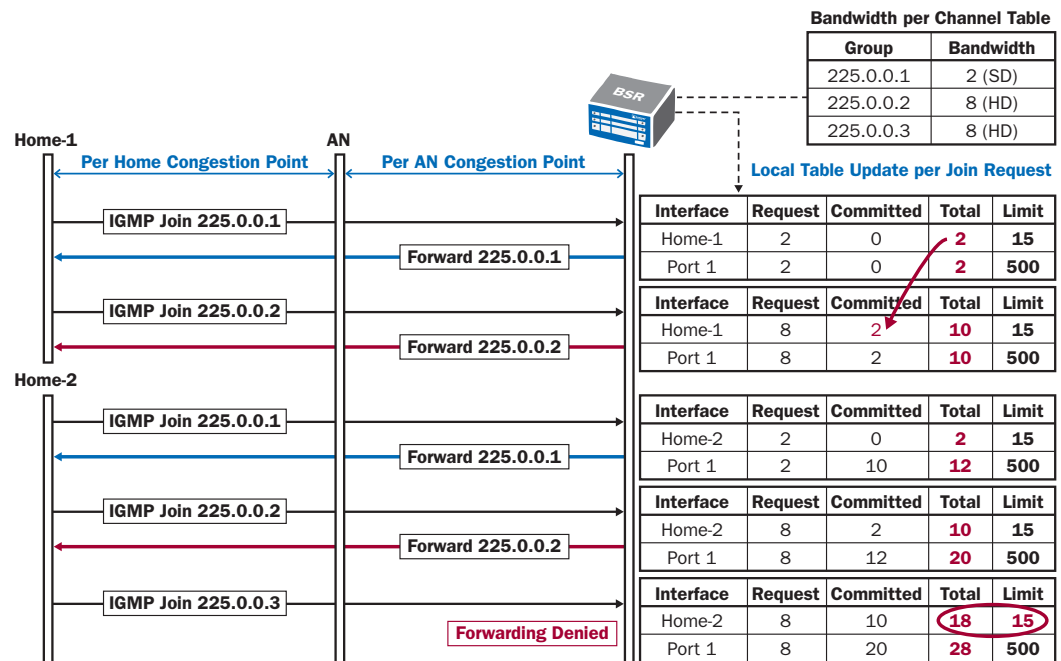 Bandwidth per Channel Table
Group Bandwidth
225.0.0.1 2 (SD)
225.0.0.2 8 (HD)
225.0.0.3 8 (HD)
BSR
Home-1 AN
Per Home Congestion Point Per AN Congestion Point
Local Table Update per Join Request
IGMP Join 225.0.0.1
Forward 225.0.0.1
Interface Request Committed Total Limit
Home-1 2 0 2 15
Port 1 2 0 2 500
IGMP Join 225.0.0.2
Forward 225.0.0.2
Interface Request Committed Total Limit
Home-1 8 2 10 15
Port 1 8 2 10 500
Home-2
IGMP Join 225.0.0.1
Forward 225.0.0.1
Interface Request Committed Total Limit
Home-2 2 0 2 15
Port 1 2 10 12 500
IGMP Join 225.0.0.2
Forward 225.0.0.2
Interface Request Committed Total Limit
Home-2 8 2 10 15
Port 1 8 12 20 500
IGMP Join 225.0.0.3
Forwarding Denied
Interface Request Committed Total Limit
Home-2 8 10 18 15
Port 1 8 20 28 500